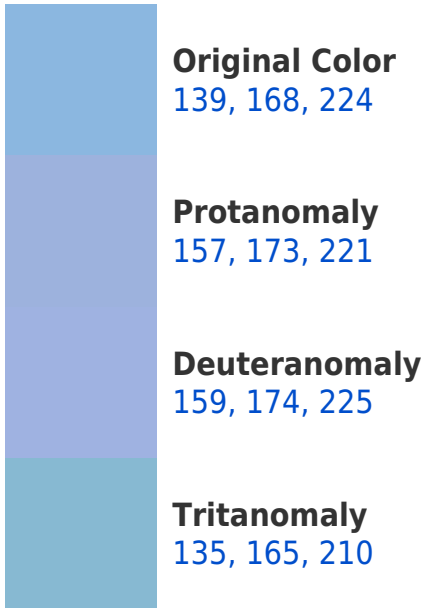 Original Color
139, 168, 224
Protanomaly
157, 173, 221
Deuteranomaly
159, 174, 225
Tritanomaly
135, 165, 210